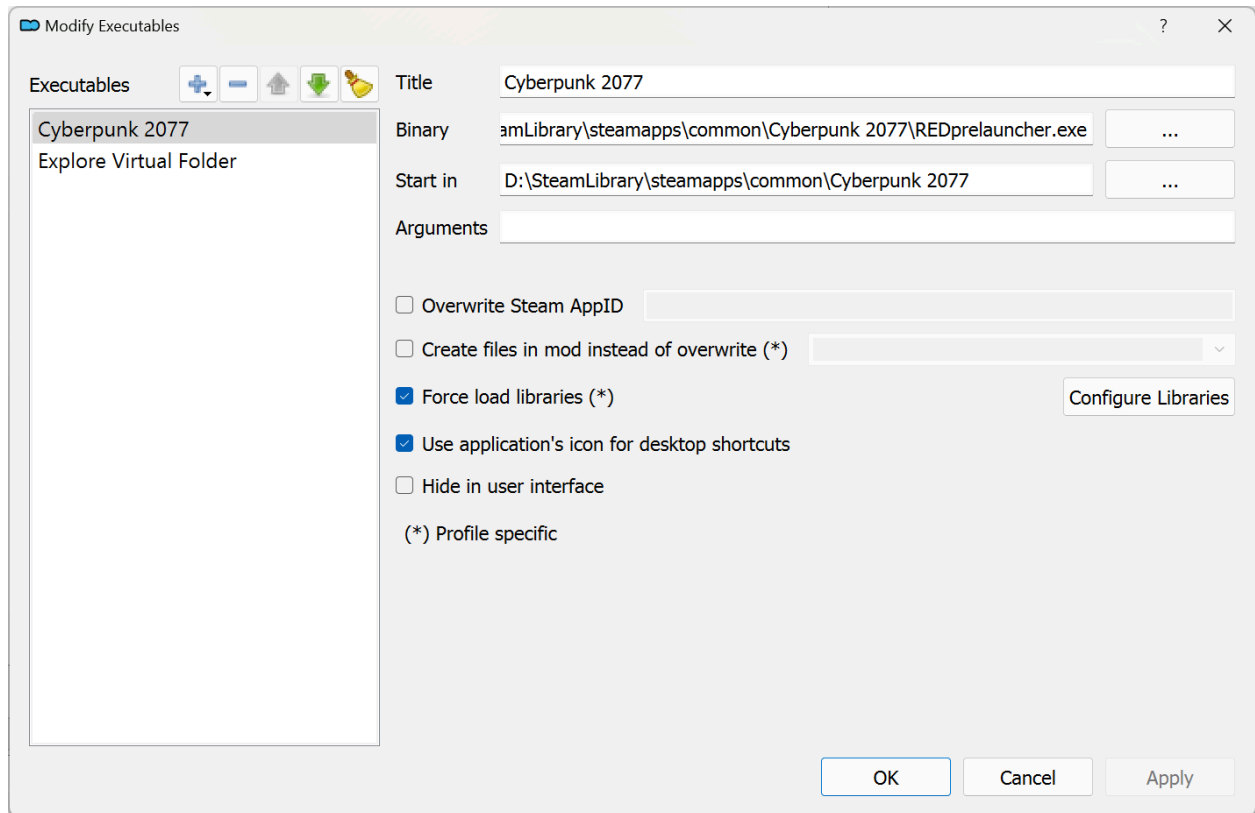 Modify Executables
?
Executables
Cyberpunk 2077
Explore Virtual Folder
Title Cyberpunk 2077
Binary amLibrary\steamapps\common\Cyberpunk 2077\REDprelauncher.exe ...
Start in D:\SteamLibrary\steamapps\common\Cyberpunk 2077 ...
Arguments
Overwrite Steam AppID
Create files in mod instead of overwrite (*)
Force load libraries (*) Configure Libraries
Use application's icon for desktop shortcuts
Hide in user interface
(*) Profile specific
OK Cancel Apply